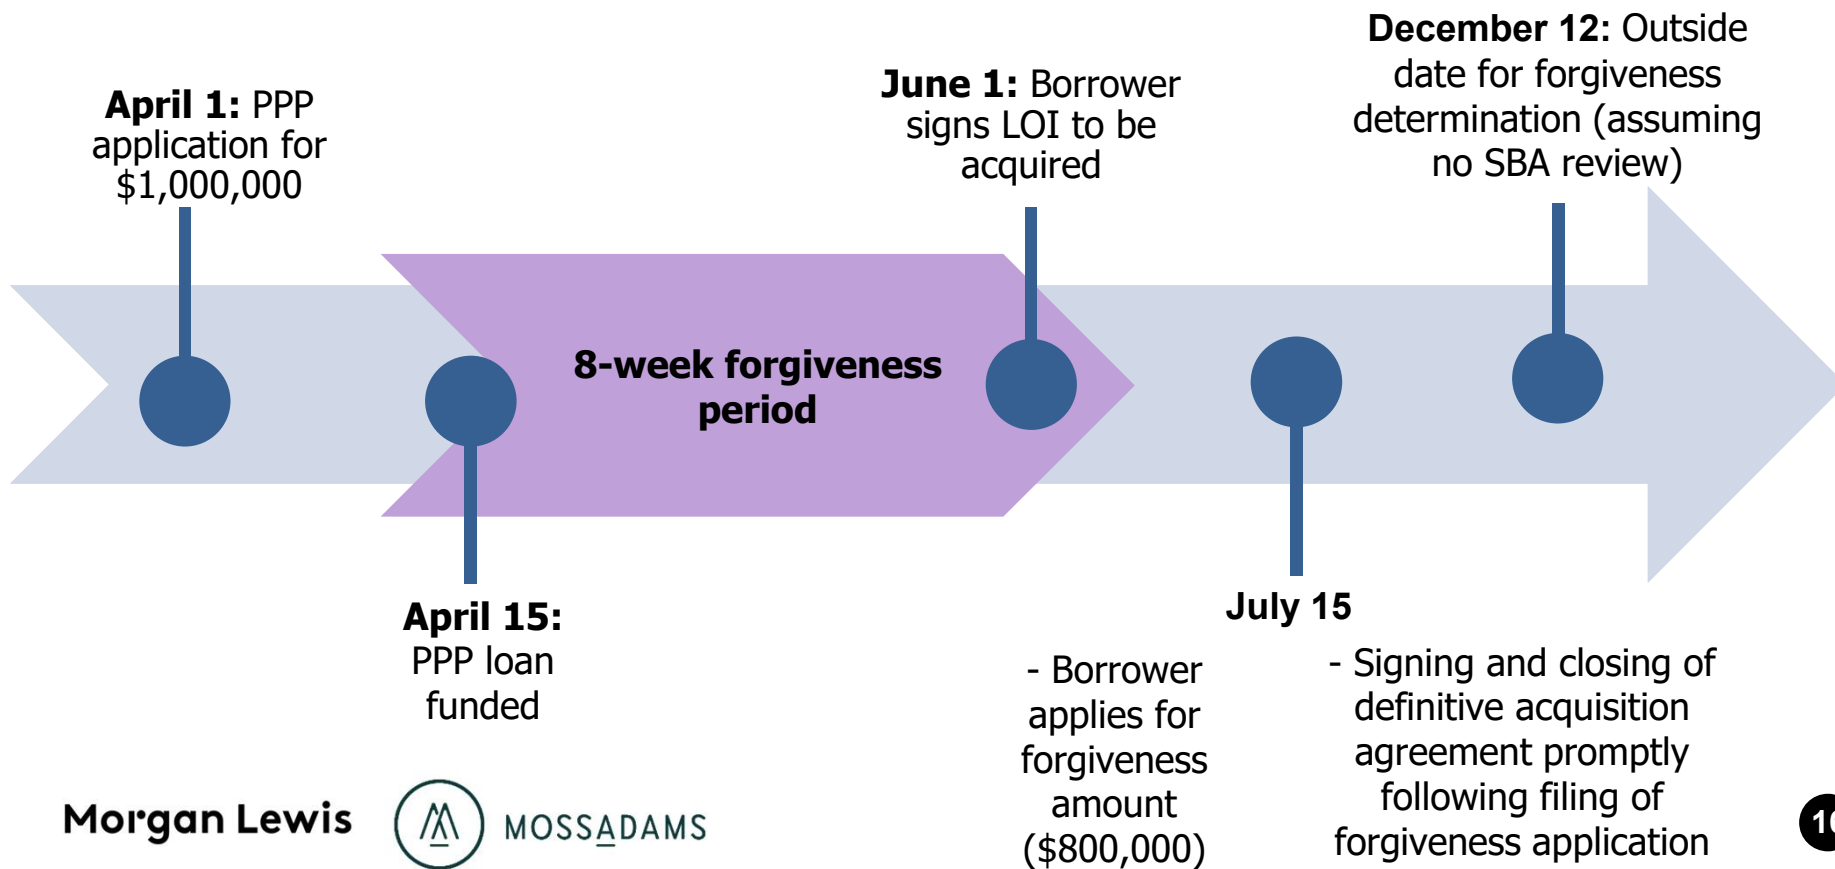 April 1: PPP
application for
$1,000,000
June 1: Borrower
signs LOI to be
acquired
December 12: Outside
date for forgiveness
determination (assuming
no SBA review)
8-week forgiveness
period
April 15:
PPP loan
funded
July 15
- Borrower
applies for
forgiveness
amount
($800,000)
- Signing and closing of
definitive acquisition
agreement promptly
following filing of
forgiveness application
Morgan Lewis
MOSSADAMS